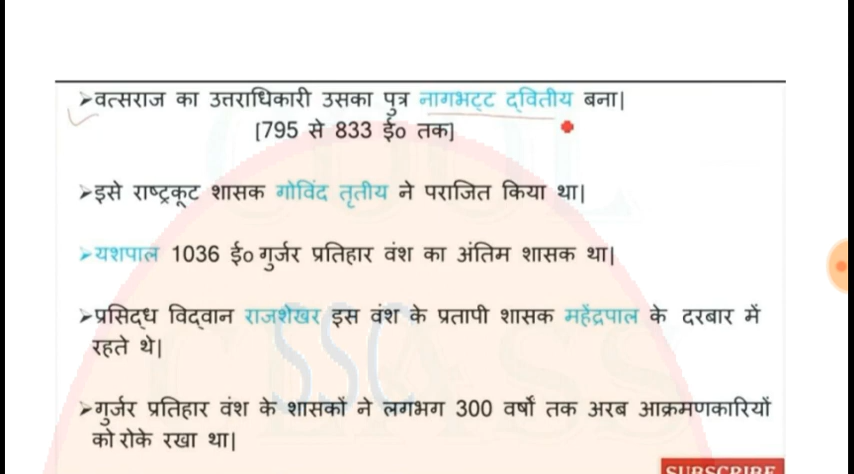 ➢वत्सराज का उत्तराधिकारी उसका पुत्र नागभट्ट द्वितीय बना|
[795 से 833 ई० तक]
➢इसे राष्ट्रकूट शासक गोविंद तृतीय ने पराजित किया था|
➢यशपाल 1036 ई० गुर्जर प्रतिहार वंश का अंतिम शासक था|
➢प्रसिद्ध विद्वान राजशेखर इस वंश के प्रतापी शासक महेंद्रपाल के दरबार में
रहते थे|
➢गुर्जर प्रतिहार वंश के शासकों ने लगभग 300 वर्षों तक अरब आक्रमणकारियों
को रोके रखा था|
SSC
SUBSCRIBE